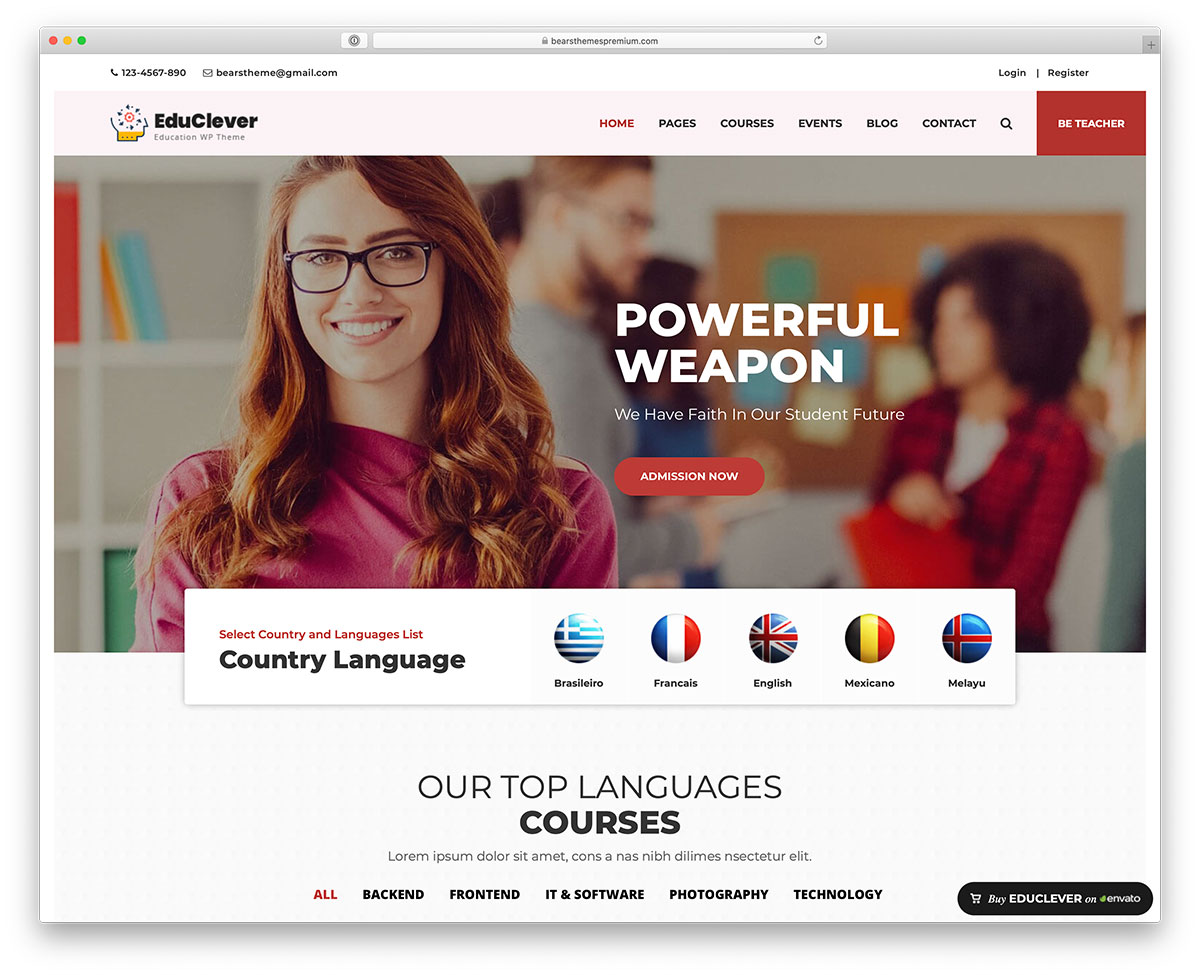 bearsthemespremium.com
123-4567-890 bearstheme@gmail.com Login | Register
EduClever
Education WP Theme
HOME PAGES COURSES EVENTS BLOG CONTACT BE TEACHER
POWERFUL
WEAPON
We Have Faith In Our Student Future
ADMISSION NOW
Select Country and Languages List
Country Language
Brasileiro Francais English Mexicano Melayu
OUR TOP LANGUAGES
COURSES
Lorem ipsum dolor sit amet, cons a nas nibh dilimes nsectetur elit.
ALL BACKEND FRONTEND IT & SOFTWARE PHOTOGRAPHY TECHNOLOGY
Buy EDUCLEVER on envato